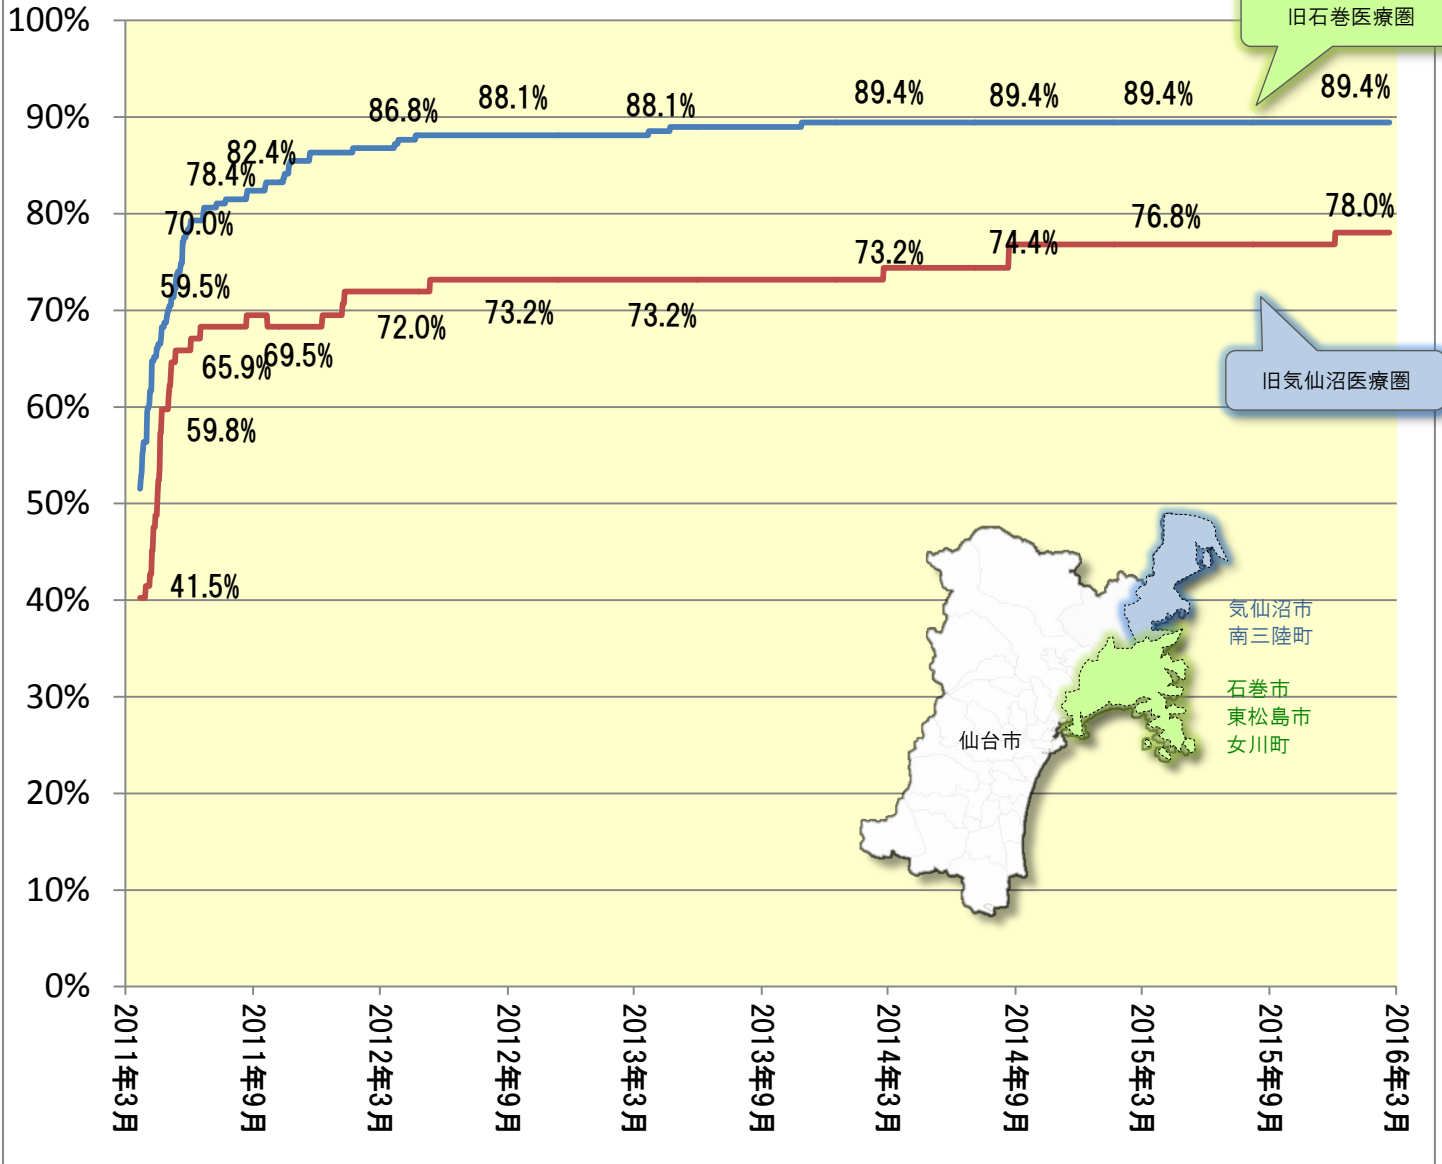 100%
旧石巻医療圏
90%
80%
70%
60%
50%
40%
30%
20%
10%
0%
86.8%
88.1%
88.1%
89.4%
89.4%
89.4%
89.4%
82.4%
78.4%
70.0%
59.5%
78.0%
76.8%
74.4%
73.2%
73.2%
73.2%
72.0%
69.5%
65.9%
59.8%
41.5%
旧気仙沼医療圏
気仙沼市
南三陸町
石巻市
東松島市
女川町
仙台市
2011年3月
2011年9月
2012年3月
2012年9月
2013年3月
2013年9月
2014年3月
2014年9月
2015年3月
2015年9月
2016年3月